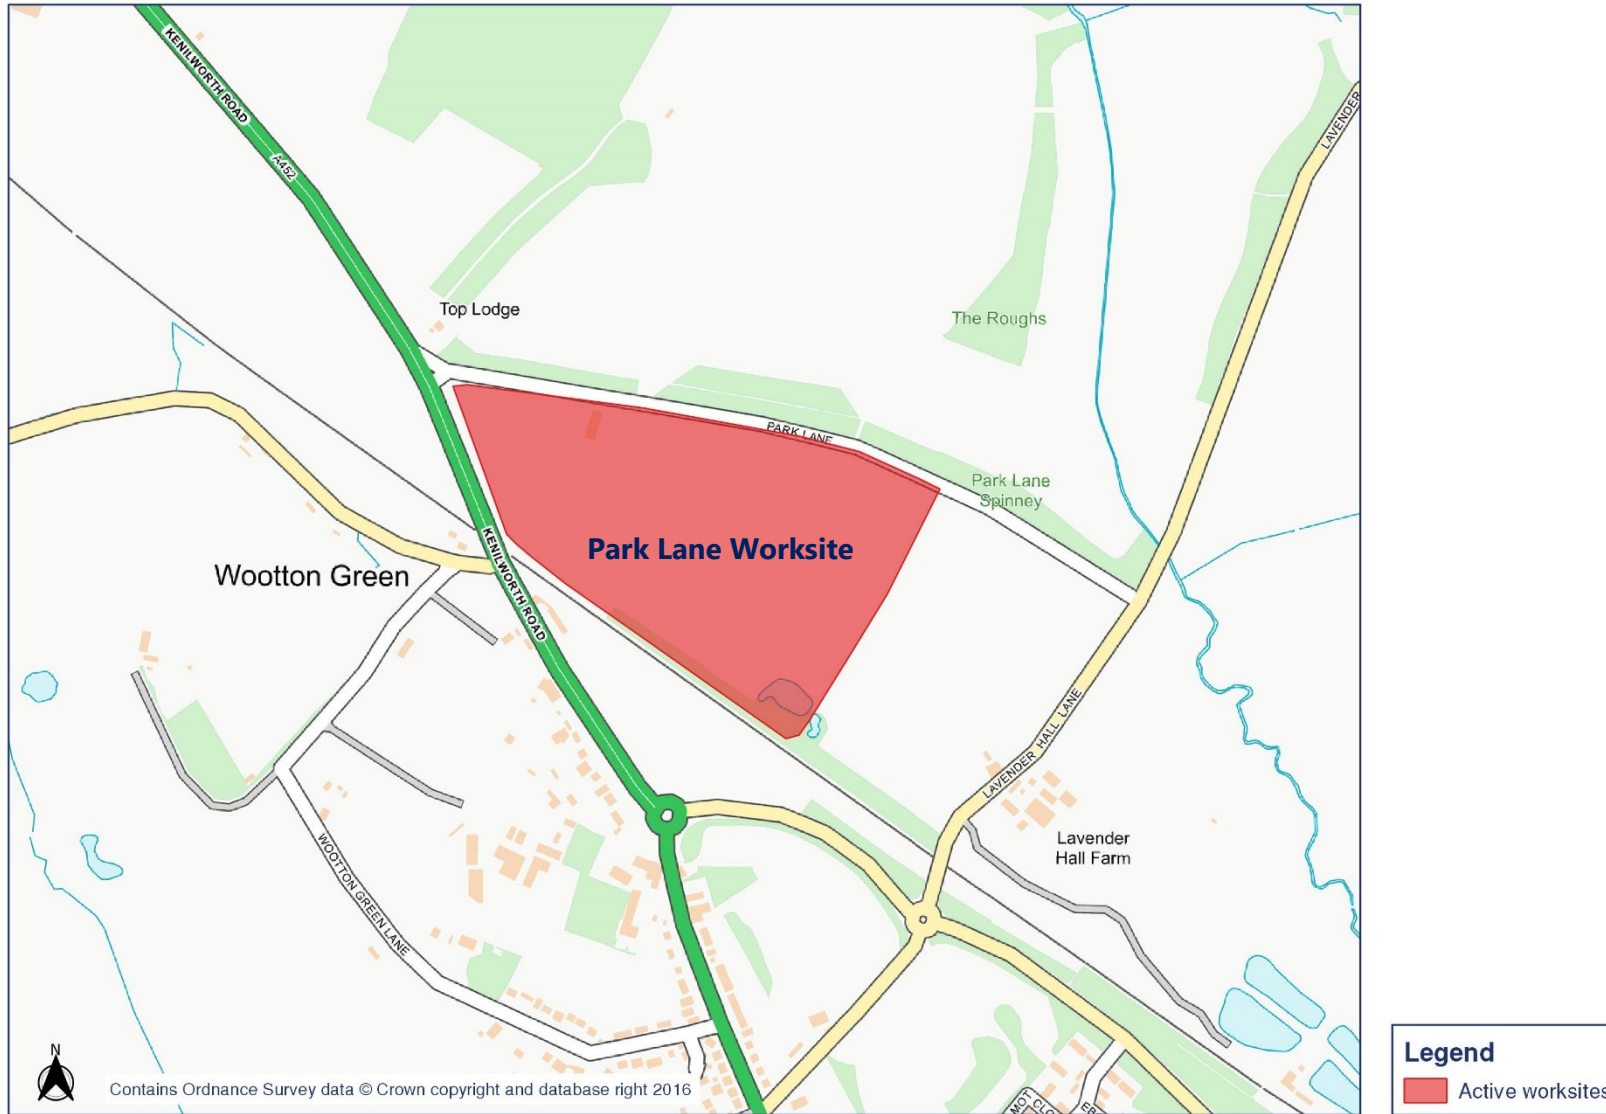 KENILWORTH ROAD
A452
LAVENDER
Top Lodge
The Roughs
PARK LANE
Park Lane
Spinney
KENILWORTH ROAD
Park Lane Worksite
Wootton Green
LAVENDER HALL LANE
Lavender
Hall Farm
WOOTTON GREEN LANE
N
Contains Ordnance Survey data © Crown copyright and database right 2016
Legend
Active worksites